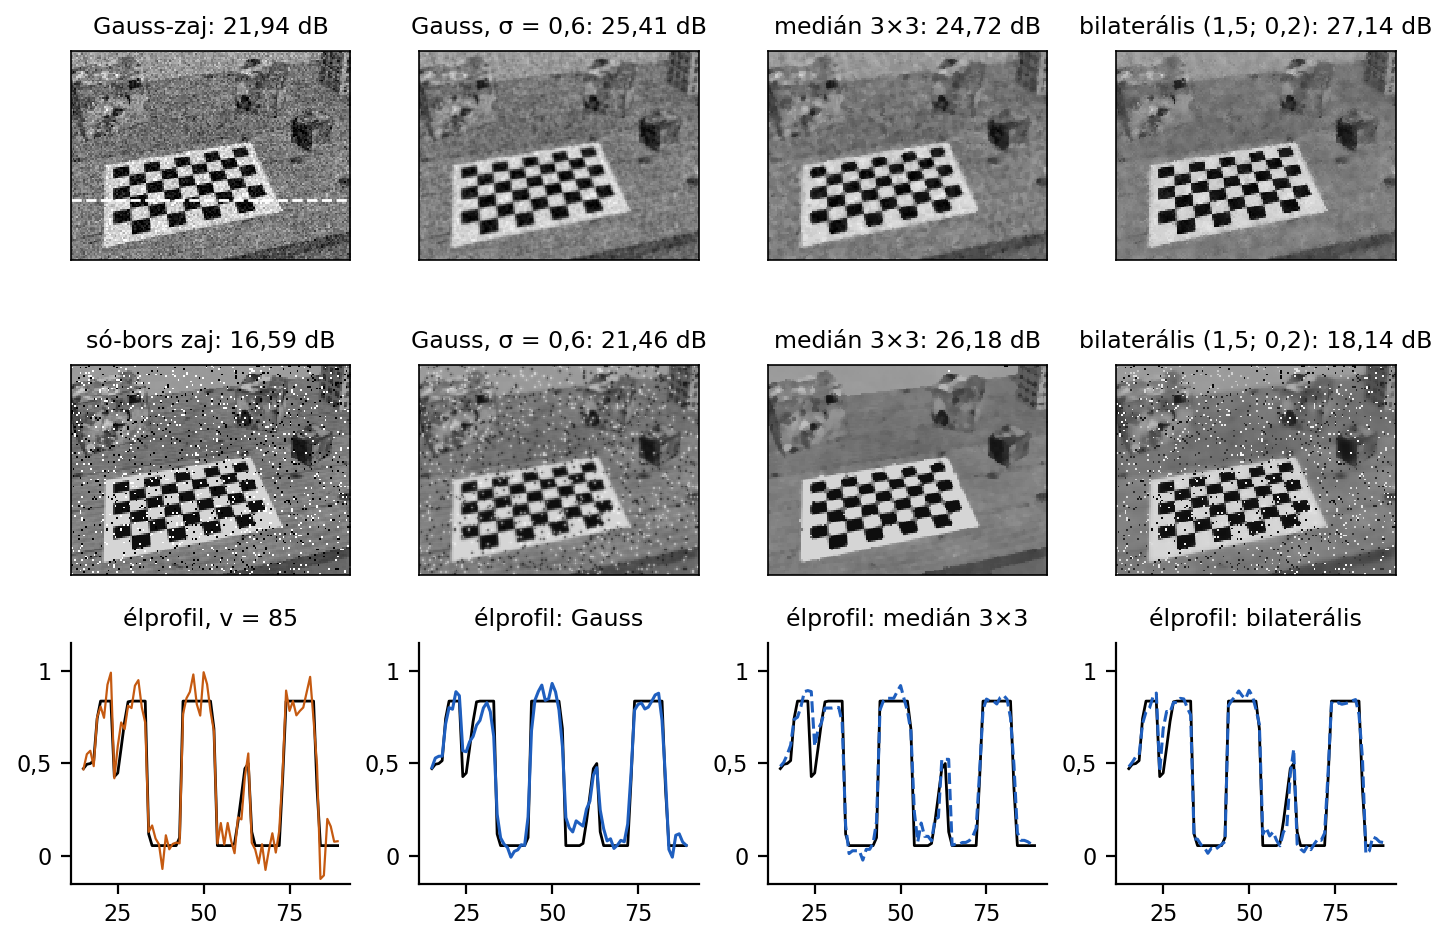 Gauss-zaj: 21,94 dB
Gauss, σ = 0,6: 25,41 dB
medián 3×3: 24,72 dB
bilaterális (1,5; 0,2): 27,14 dB
só-bors zaj: 16,59 dB
Gauss, σ = 0,6: 21,46 dB
medián 3×3: 26,18 dB
bilaterális (1,5; 0,2): 18,14 dB
élprofil, v = 85
élprofil: Gauss
élprofil: medián 3×3
élprofil: bilaterális
1
0,5
0
25 50 75
1
0,5
0
25 50 75
1
0,5
0
25 50 75
1
0,5
0
25 50 75